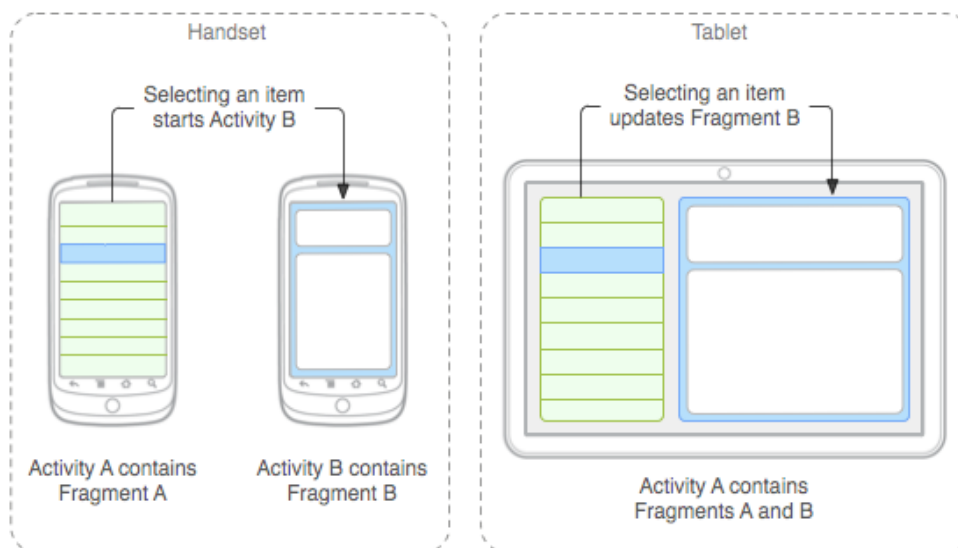 Handset
Selecting an item
starts Activity B
Activity A contains
Fragment A
Activity B contains
Fragment B
Tablet
Selecting an item
updates Fragment B
Activity A contains
Fragments A and B